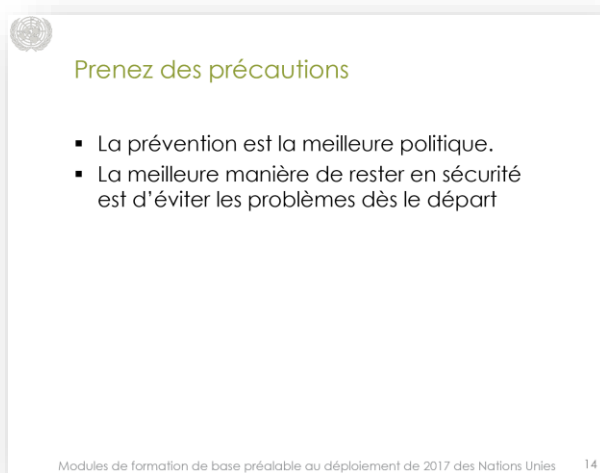 Prenez des précautions
▪ La prévention est la meilleure politique.
▪ La meilleure manière de rester en sécurité
est d’éviter les problèmes dès le départ
Modules de formation de base préalable au déploiement de 2017 des Nations Unies 14